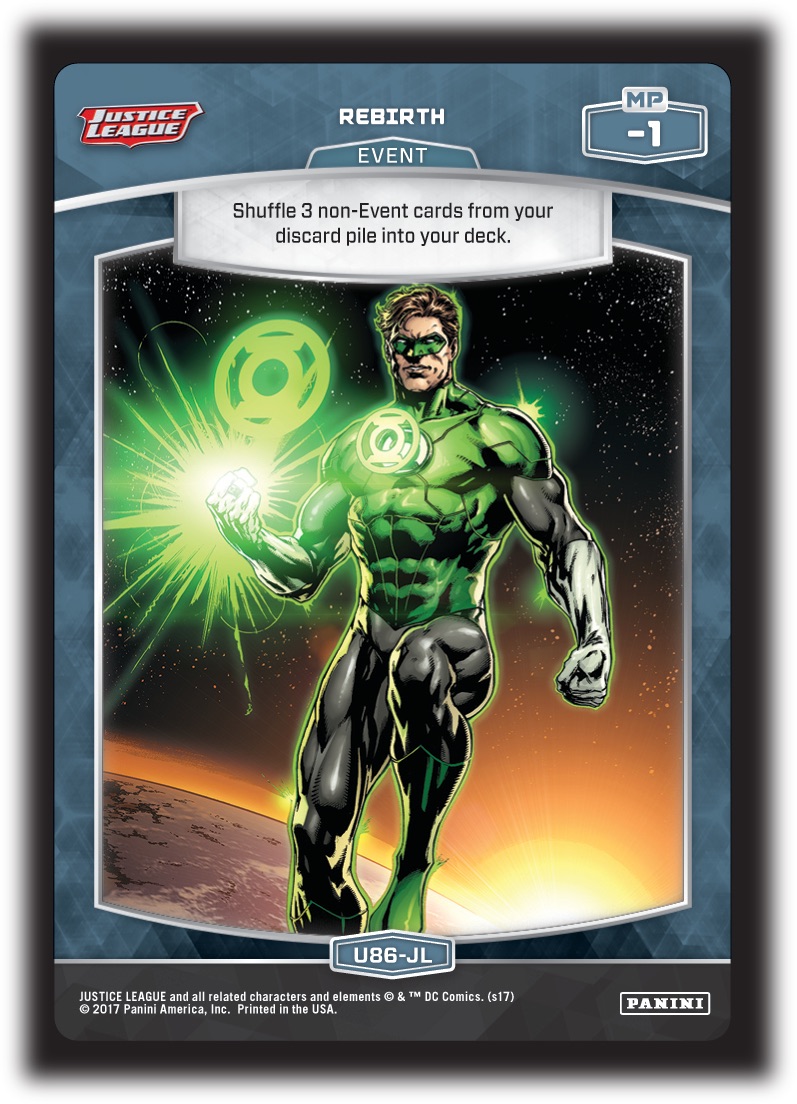 JUSTICE
LEAGUE
REBIRTH
EVENT
MP
-1
Shuffle 3 non-Event cards from your
discard pile into your deck.
U86-JL
JUSTICE LEAGUE and all related characters and elements © & ™ DC Comics. (s17)
© 2017 Panini America, Inc. Printed in the USA.
PANINI